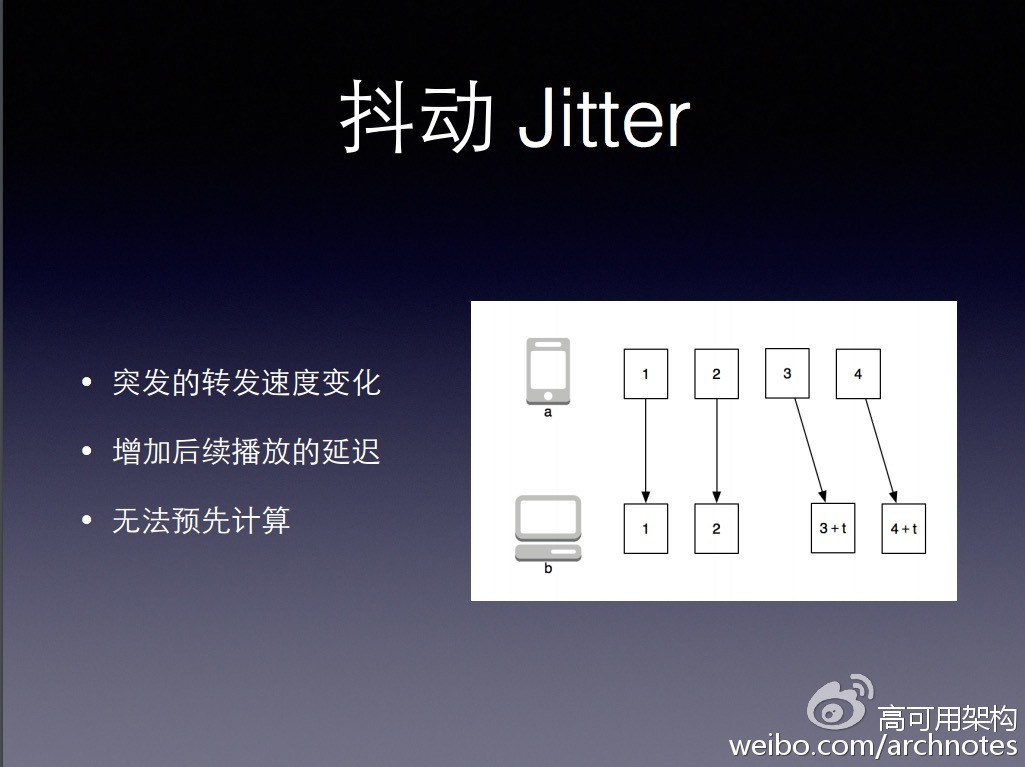 抖动 Jitter
• 突发的转发速度变化
• 增加后续播放的延迟
• 无法预先计算
1 2 3 4
a
1 2 3+t 4+t
b
高可用架构
weibo.com/archnotes